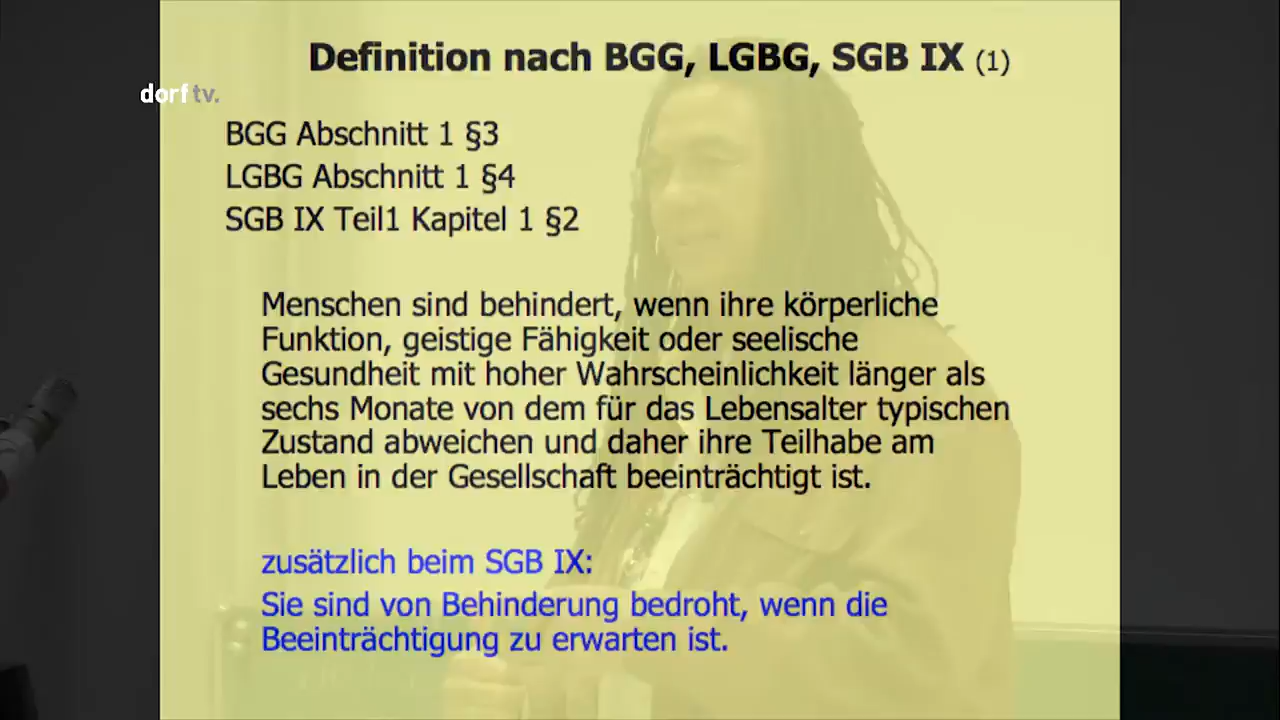 Definition nach BGG, LGBG, SGB IX (1)
dorf tv.
BGG Abschnitt 1 §3
LGBG Abschnitt 1 §4
SGB IX Teil1 Kapitel 1 §2
Menschen sind behindert, wenn ihre körperliche
Funktion, geistige Fähigkeit oder seelische
Gesundheit mit hoher Wahrscheinlichkeit länger als
sechs Monate von dem für das Lebensalter typischen
Zustand abweichen und daher ihre Teilhabe am
Leben in der Gesellschaft beeinträchtigt ist.
zusätzlich beim SGB IX:
Sie sind von Behinderung bedroht, wenn die
Beeinträchtigung zu erwarten ist.